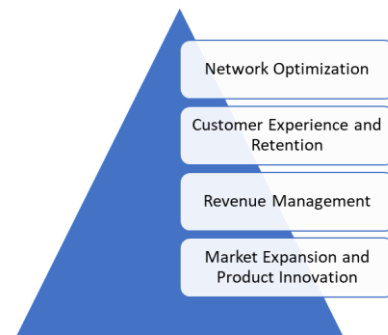 Network Optimization
Customer Experience and
Retention
Revenue Management
Market Expansion and
Product Innovation